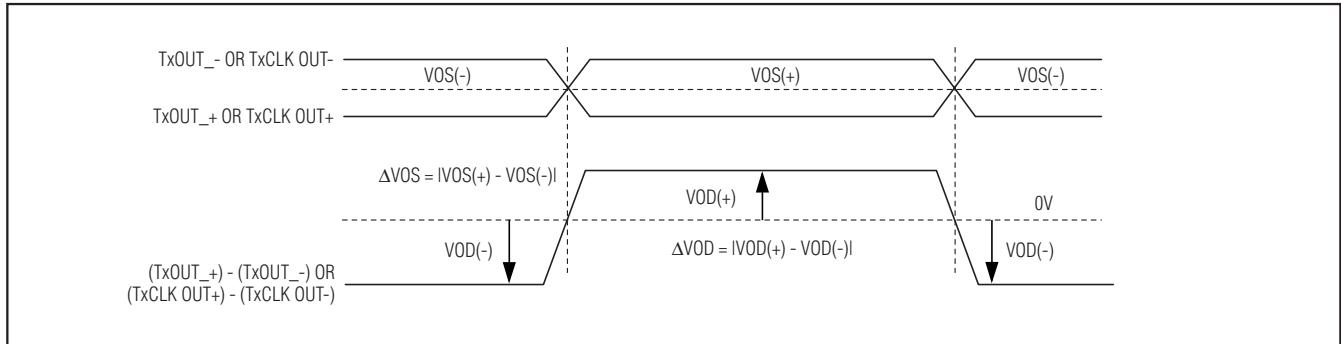 TxOUT_- OR TxCLK OUT-
VOS(-)
VOS(+)
VOS(-)
TxOUT_+ OR TxCLK OUT+
ΔVOS = |VOS(+) - VOS(-)|
VOD(+)
0V
VOD(-)
ΔVOD = |VOD(+) - VOD(-)|
VOD(-)
(TxOUT_+) - (TxOUT_-) OR
(TxCLK OUT+) - (TxCLK OUT-)